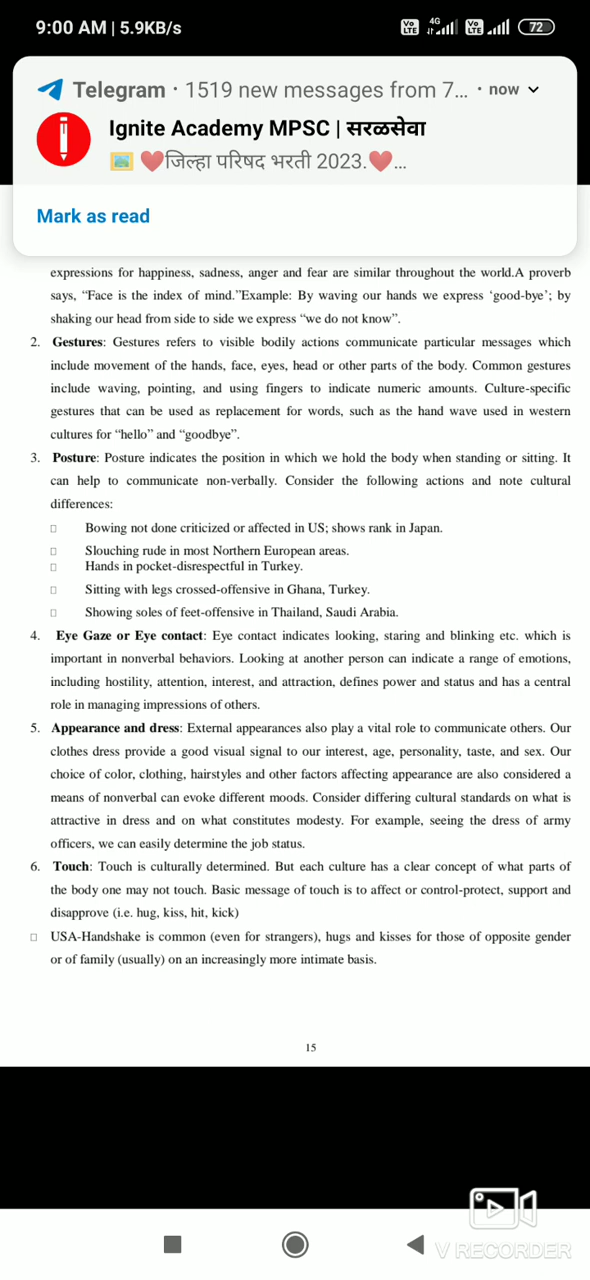 9:00 AM | 5.9KB/s
Vo LTE 4G Vo LTE 72
Telegram · 1519 new messages from 7... · now
Ignite Academy MPSC | सरळसेवा
🖼️ ❤️जिल्हा परिषद भरती 2023.❤️...
Mark as read
expressions for happiness, sadness, anger and fear are similar throughout the world.A proverb
says, “Face is the index of mind.”Example: By waving our hands we express ‘good-bye’; by
shaking our head from side to side we express “we do not know”.
2. Gestures: Gestures refers to visible bodily actions communicate particular messages which
include movement of the hands, face, eyes, head or other parts of the body. Common gestures
include waving, pointing, and using fingers to indicate numeric amounts. Culture-specific
gestures that can be used as replacement for words, such as the hand wave used in western
cultures for “hello” and “goodbye”.
3. Posture: Posture indicates the position in which we hold the body when standing or sitting. It
can help to communicate non-verbally. Consider the following actions and note cultural
differences:
Bowing not done criticized or affected in US; shows rank in Japan.
Slouching rude in most Northern European areas.
Hands in pocket-disrespectful in Turkey.
Sitting with legs crossed-offensive in Ghana, Turkey.
Showing soles of feet-offensive in Thailand, Saudi Arabia.
4. Eye Gaze or Eye contact: Eye contact indicates looking, staring and blinking etc. which is
important in nonverbal behaviors. Looking at another person can indicate a range of emotions,
including hostility, attention, interest, and attraction, defines power and status and has a central
role in managing impressions of others.
5. Appearance and dress: External appearances also play a vital role to communicate others. Our
clothes dress provide a good visual signal to our interest, age, personality, taste, and sex. Our
choice of color, clothing, hairstyles and other factors affecting appearance are also considered a
means of nonverbal can evoke different moods. Consider differing cultural standards on what is
attractive in dress and on what constitutes modesty. For example, seeing the dress of army
officers, we can easily determine the job status.
6. Touch: Touch is culturally determined. But each culture has a clear concept of what parts of
the body one may not touch. Basic message of touch is to affect or control-protect, support and
disapprove (i.e. hug, kiss, hit, kick)
USA-Handshake is common (even for strangers), hugs and kisses for those of opposite gender
or of family (usually) on an increasingly more intimate basis.
15
V RECORDER